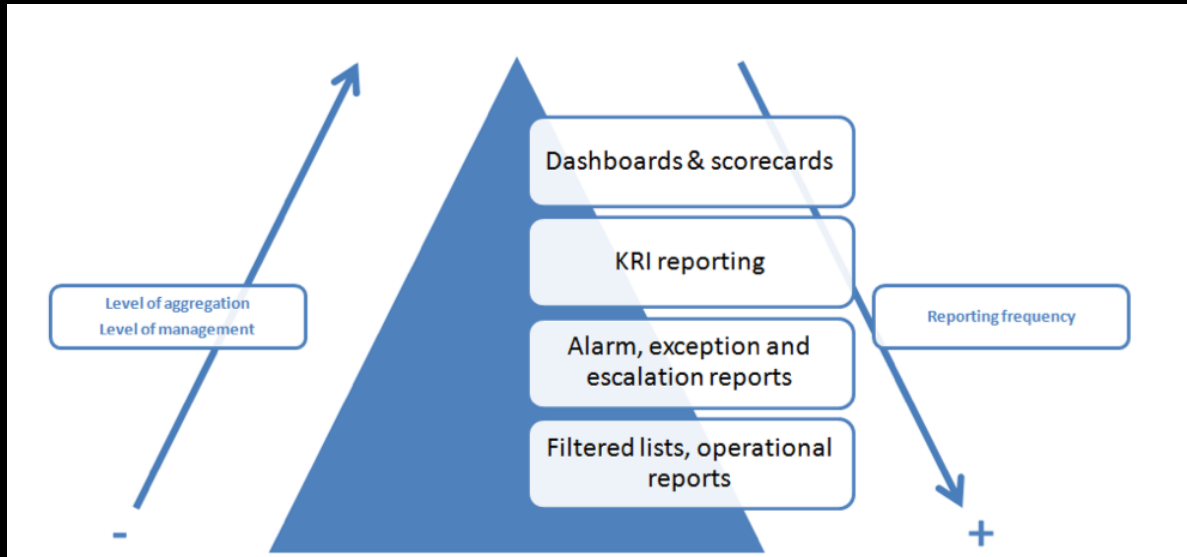 Dashboards & scorecards
KRI reporting
Level of aggregation
Level of management
Reporting frequency
Alarm, exception and
escalation reports
Filtered lists, operational
reports
-
+